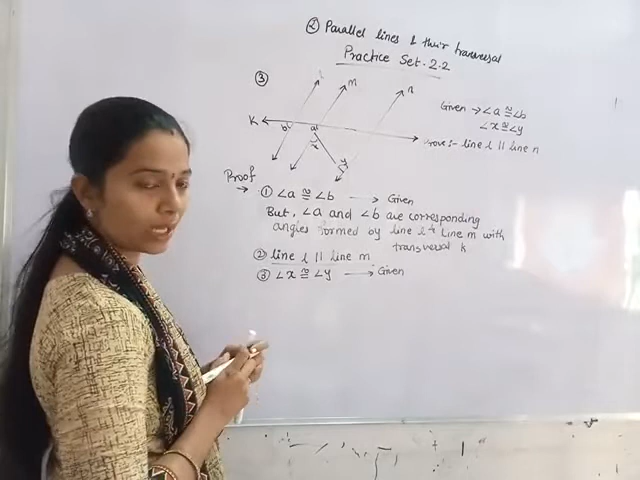 ② Parallel lines & their transversal
Practice Set. 2.2
③
m
n
K
b
a
x
y
Given → ∠a ≅ ∠b
∠x ≅ ∠y
Prove :- line l || line n
Proof
→ ① ∠a ≅ ∠b → Given
But, ∠a and ∠b are corresponding
angles formed by line l & line m with
transversal k
② line l || line m
③ ∠x ≅ ∠y → Given